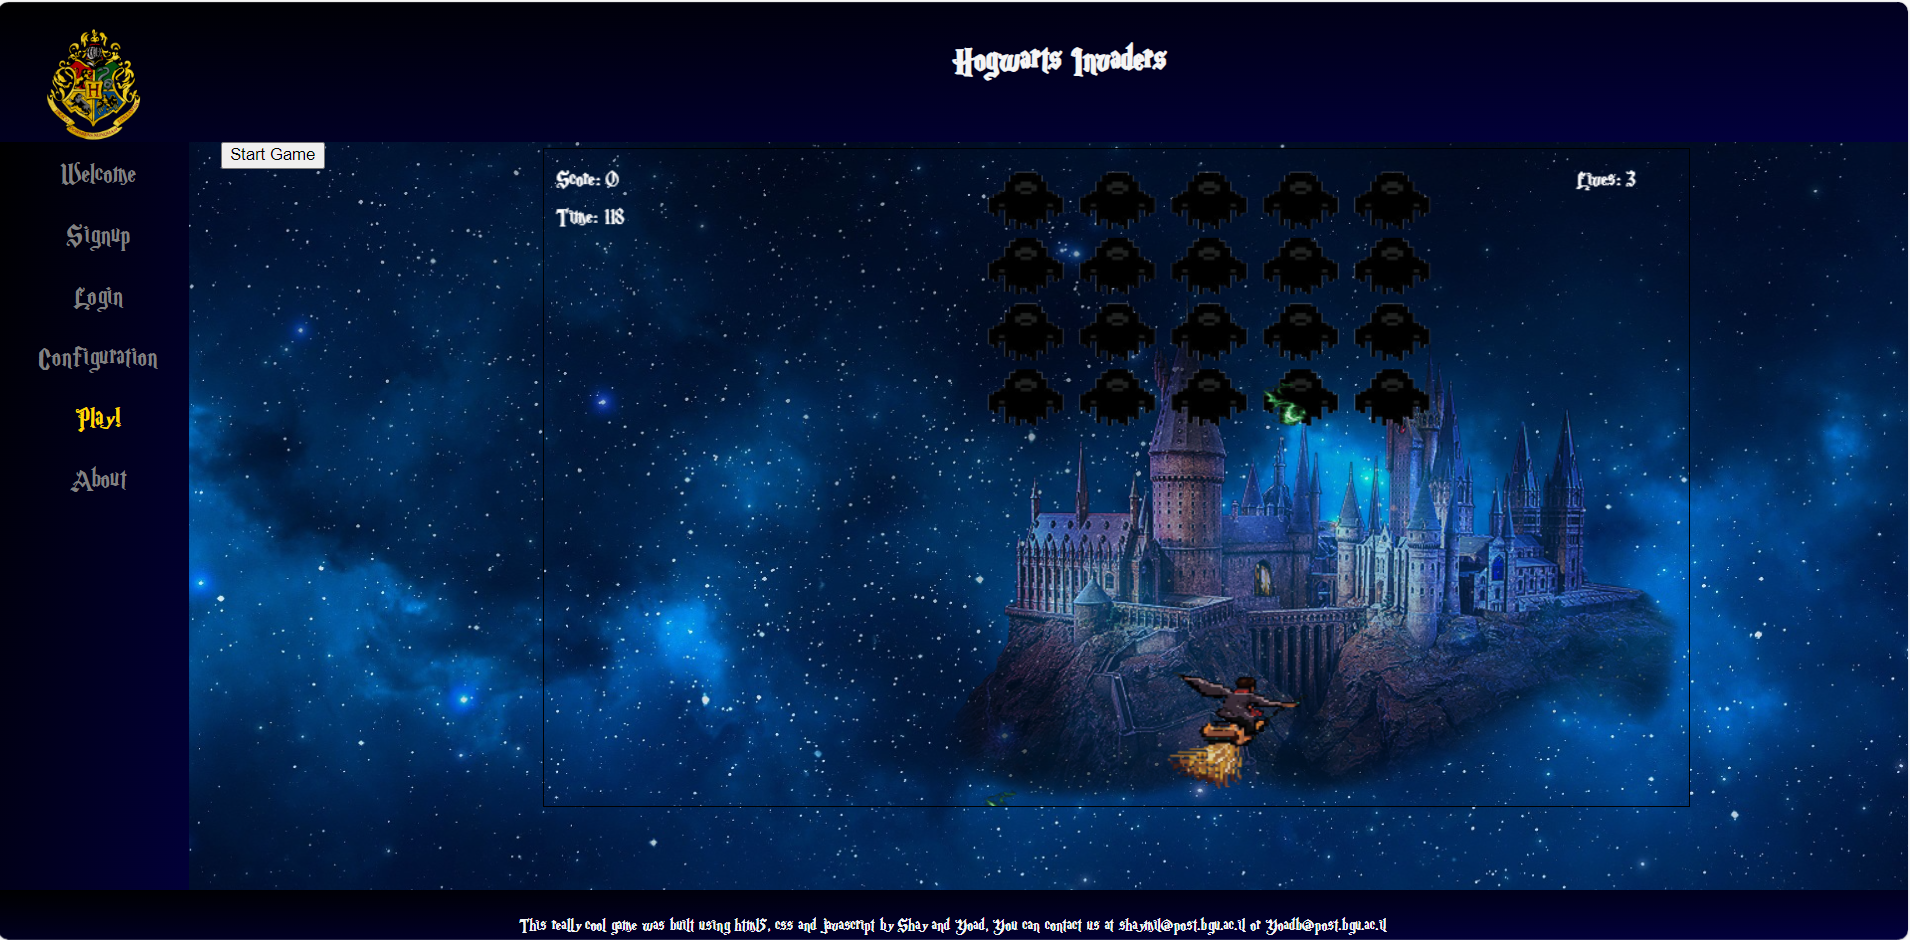 Hogwarts Invaders
Welcome
Signup
Login
Configuration
Play!
About
Start Game
Score: 0
Time: 118
Lives: 3
This really cool game was built using html5, css and javascript by Shay and Yoad, You can contact us at shaymil@post.bgu.ac.il or Yoadb@post.bgu.ac.il